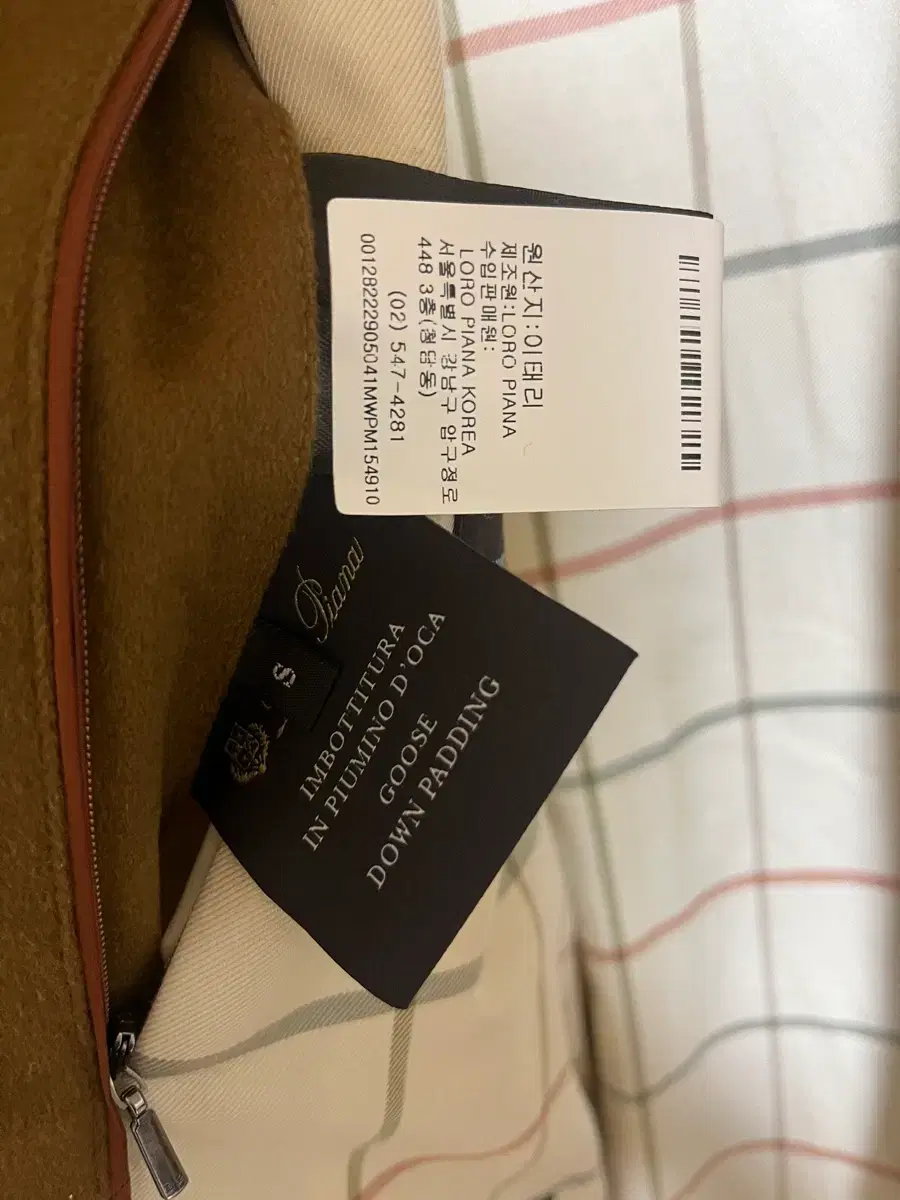 원산지:이태리
제조원:LORO PIANA
수입판매원:
LORO PIANA KOREA
서울특별시 강남구 압구정로
448 3층(청담동)
(02) 547-4281
0012822290504​1MWPM154910
Piana
S
IMBOTTITURA
IN PIUMINO D'OCA
GOOSE
DOWN PADDING